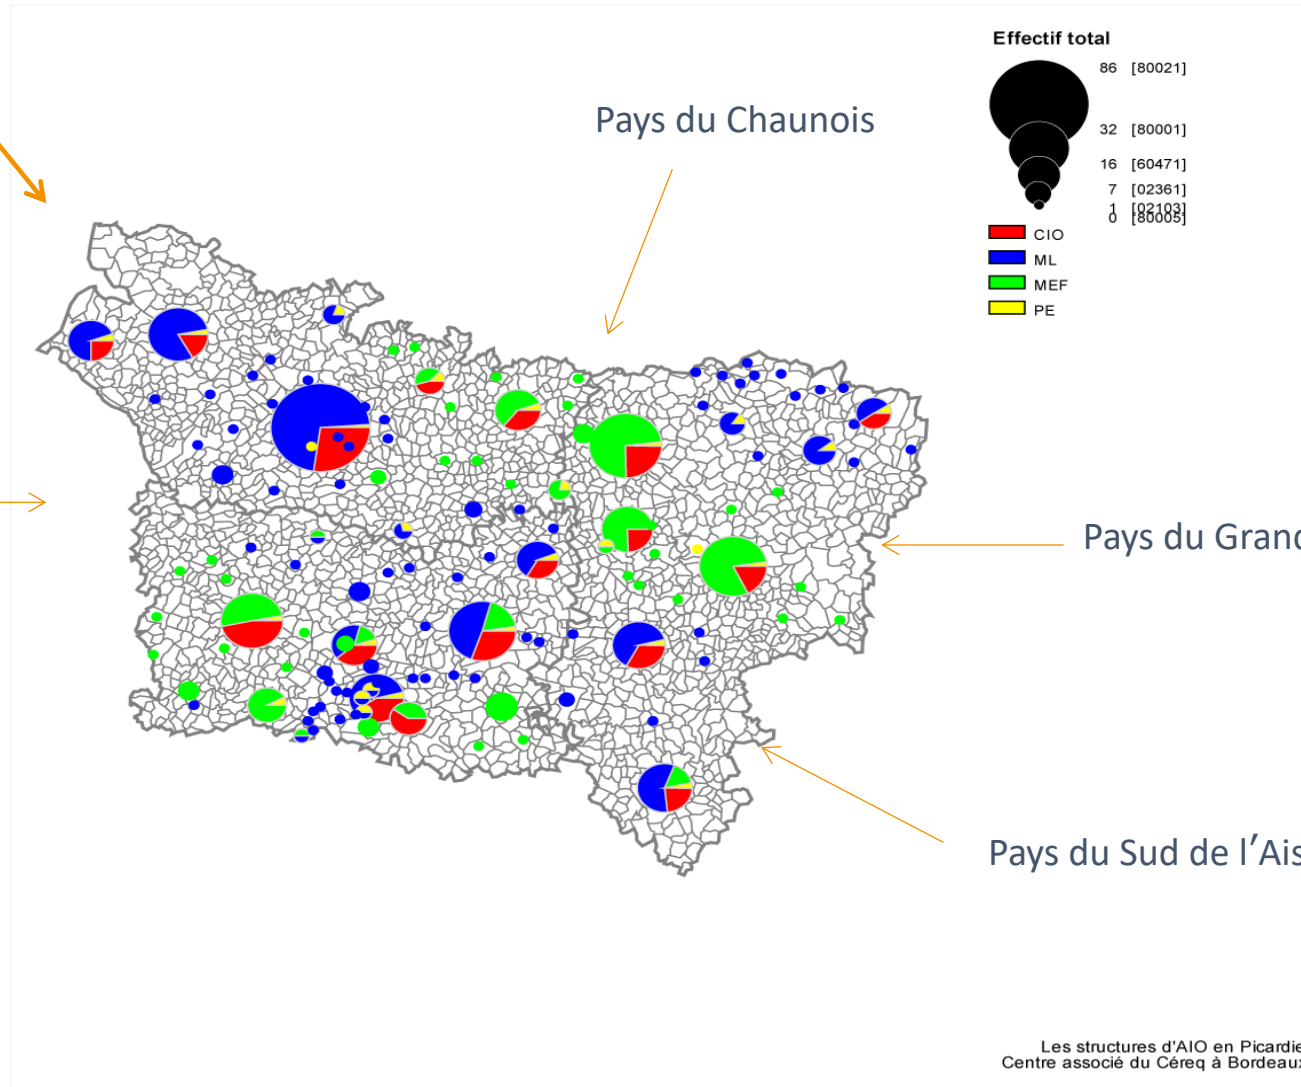 Effectif total
86 [80021]
32 [80001]
16 [60471]
7 [02361]
1 [02103]
0 [80005]
CIO
ML
MEF
PE
Pays du Chaunois
Pays du Grand
Pays du Sud de l’Ais
Les structures d'AIO en Picardie
Centre associé du Céreq à Bordeaux